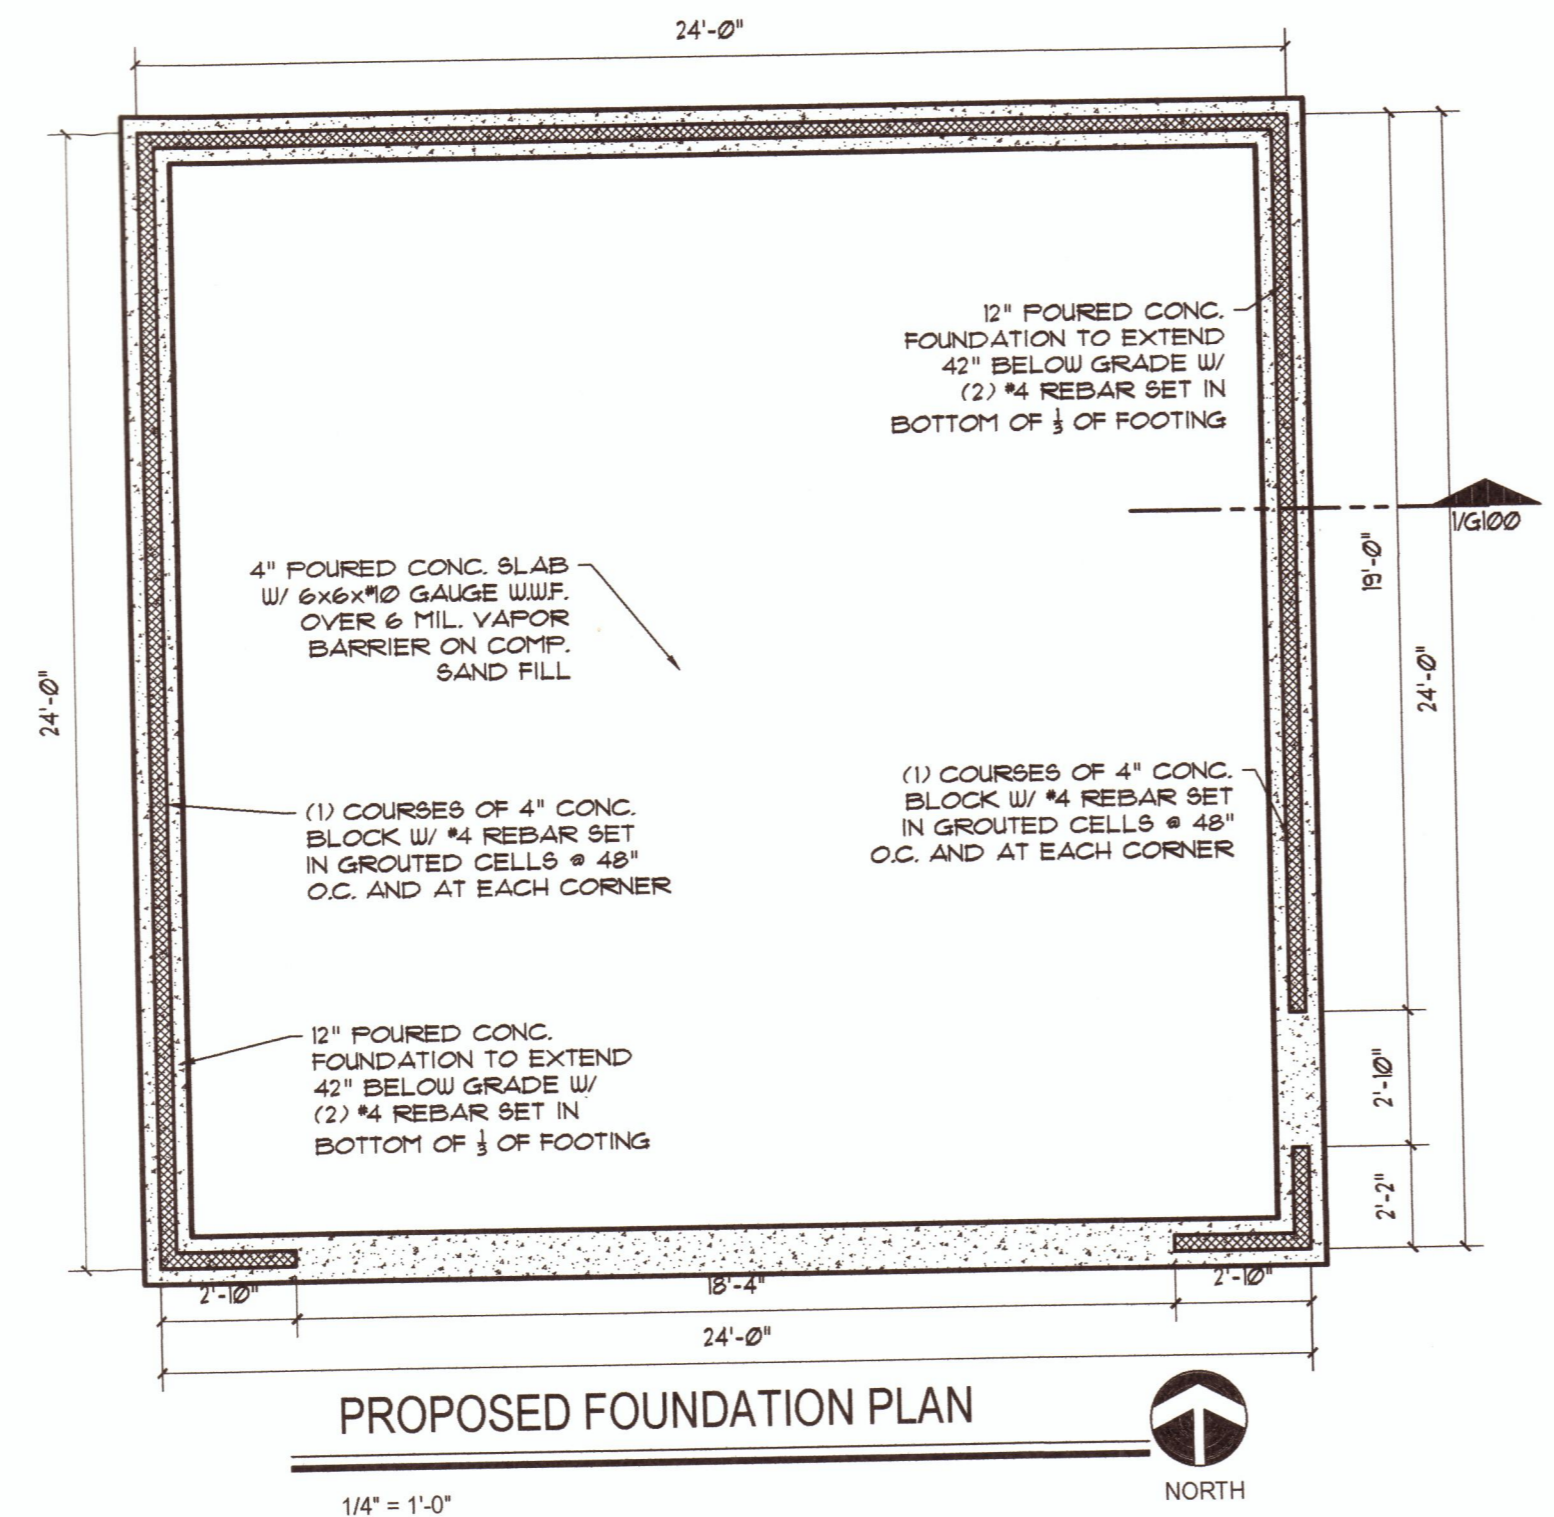 24'-0"
12" POURED CONC.
FOUNDATION TO EXTEND
42" BELOW GRADE W/
(2) #4 REBAR SET IN
BOTTOM OF 1/3 OF FOOTING
1/G100
19'-0"
4" POURED CONC. SLAB
W/ 6x6x#10 GAUGE W.W.F.
OVER 6 MIL. VAPOR
BARRIER ON COMP.
SAND FILL
24'-0"
24'-0"
(1) COURSES OF 4" CONC.
BLOCK W/ #4 REBAR SET
IN GROUTED CELLS @ 48"
O.C. AND AT EACH CORNER
(1) COURSES OF 4" CONC.
BLOCK W/ #4 REBAR SET
IN GROUTED CELLS @ 48"
O.C. AND AT EACH CORNER
12" POURED CONC.
FOUNDATION TO EXTEND
42" BELOW GRADE W/
(2) #4 REBAR SET IN
BOTTOM OF 1/3 OF FOOTING
2'-10"
2'-2"
2'-10"
18'-4"
2'-10"
24'-0"
PROPOSED FOUNDATION PLAN
NORTH
1/4" = 1'-0"